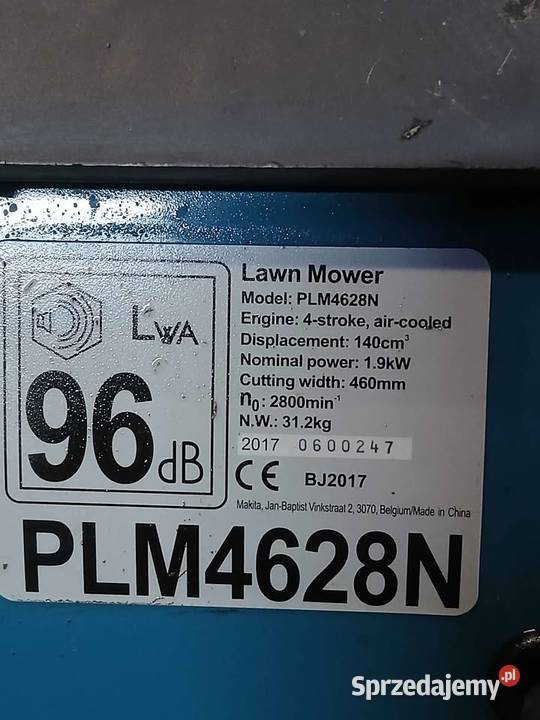 LWA
96 dB
Lawn Mower
Model: PLM4628N
Engine: 4-stroke, air-cooled
Displacement: 140cm³
Nominal power: 1.9kW
Cutting width: 460mm
n₀: 2800min⁻¹
N.W.: 31.2kg
2017 0600247
CE BJ2017
Makita, Jan-Baptist Vinkstraat 2, 3070, Belgium/Made in China
PLM4628N
Sprzedajemy.pl